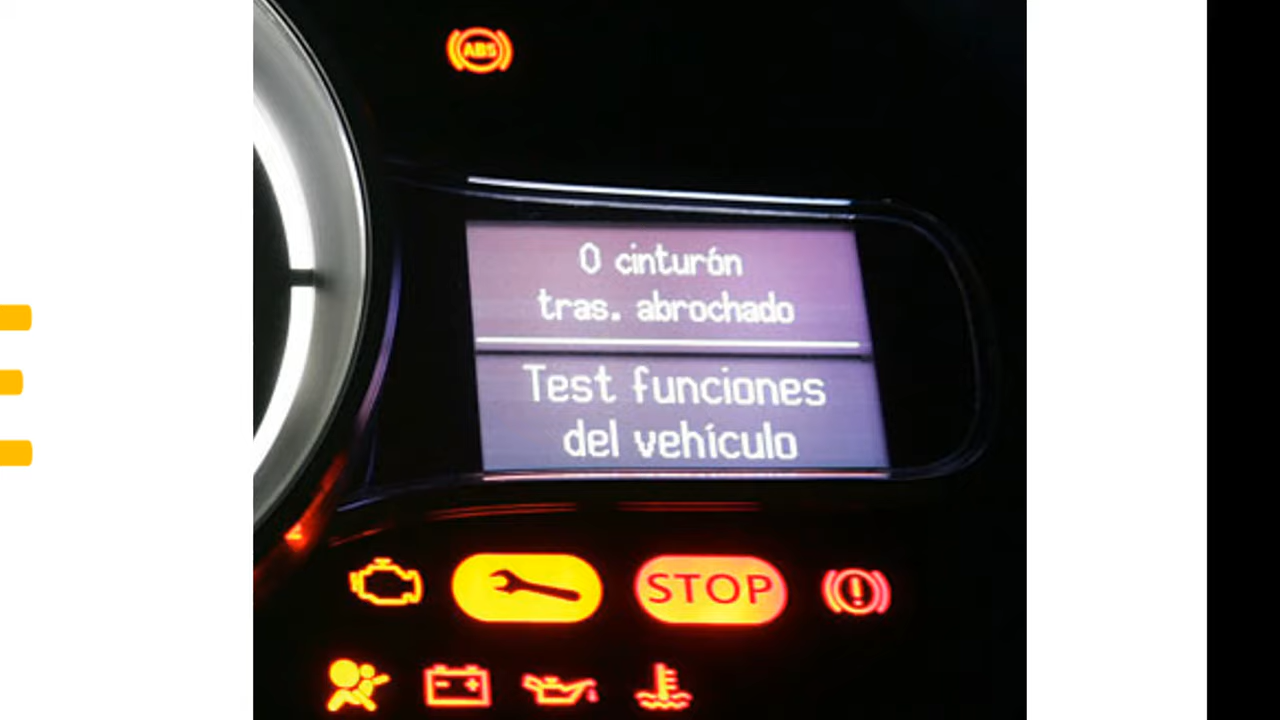 ABS
0 cinturón
tras. abrochado
Test funciones
del vehículo
STOP